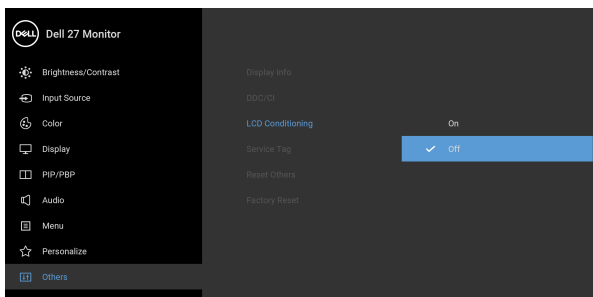 DELL Dell 27 Monitor
Brightness/Contrast
Display Info
Input Source
DDC/CI
Color
LCD Conditioning
On
Display
Service Tag
Off
PIP/PBP
Reset Others
Audio
Factory Reset
Menu
Personalize
Others